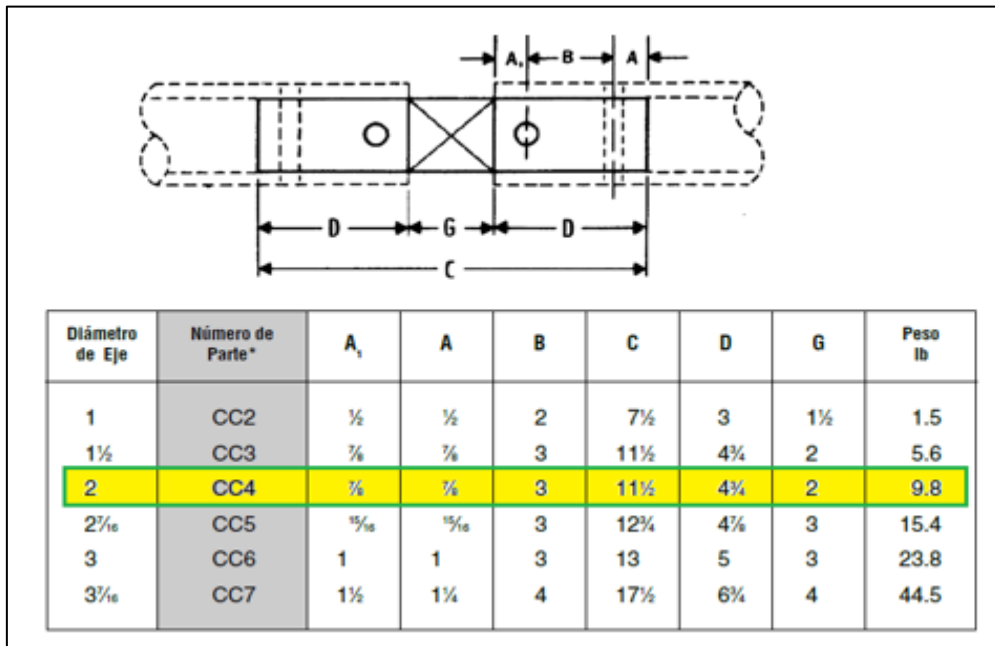 A₁ B A
D G D
C
Diámetro de Eje Número de Parte* A₁ A B C D G Peso lb
1 CC2 ½ ½ 2 7½ 3 1½ 1.5
1½ CC3 ⅞ ⅞ 3 11½ 4¾ 2 5.6
2 CC4 ⅞ ⅞ 3 11½ 4¾ 2 9.8
2⁷⁄₁₆ CC5 ¹⁵⁄₁₆ ¹⁵⁄₁₆ 3 12¾ 4⅞ 3 15.4
3 CC6 1 1 3 13 5 3 23.8
3⁷⁄₁₆ CC7 1½ 1¼ 4 17½ 6¾ 4 44.5